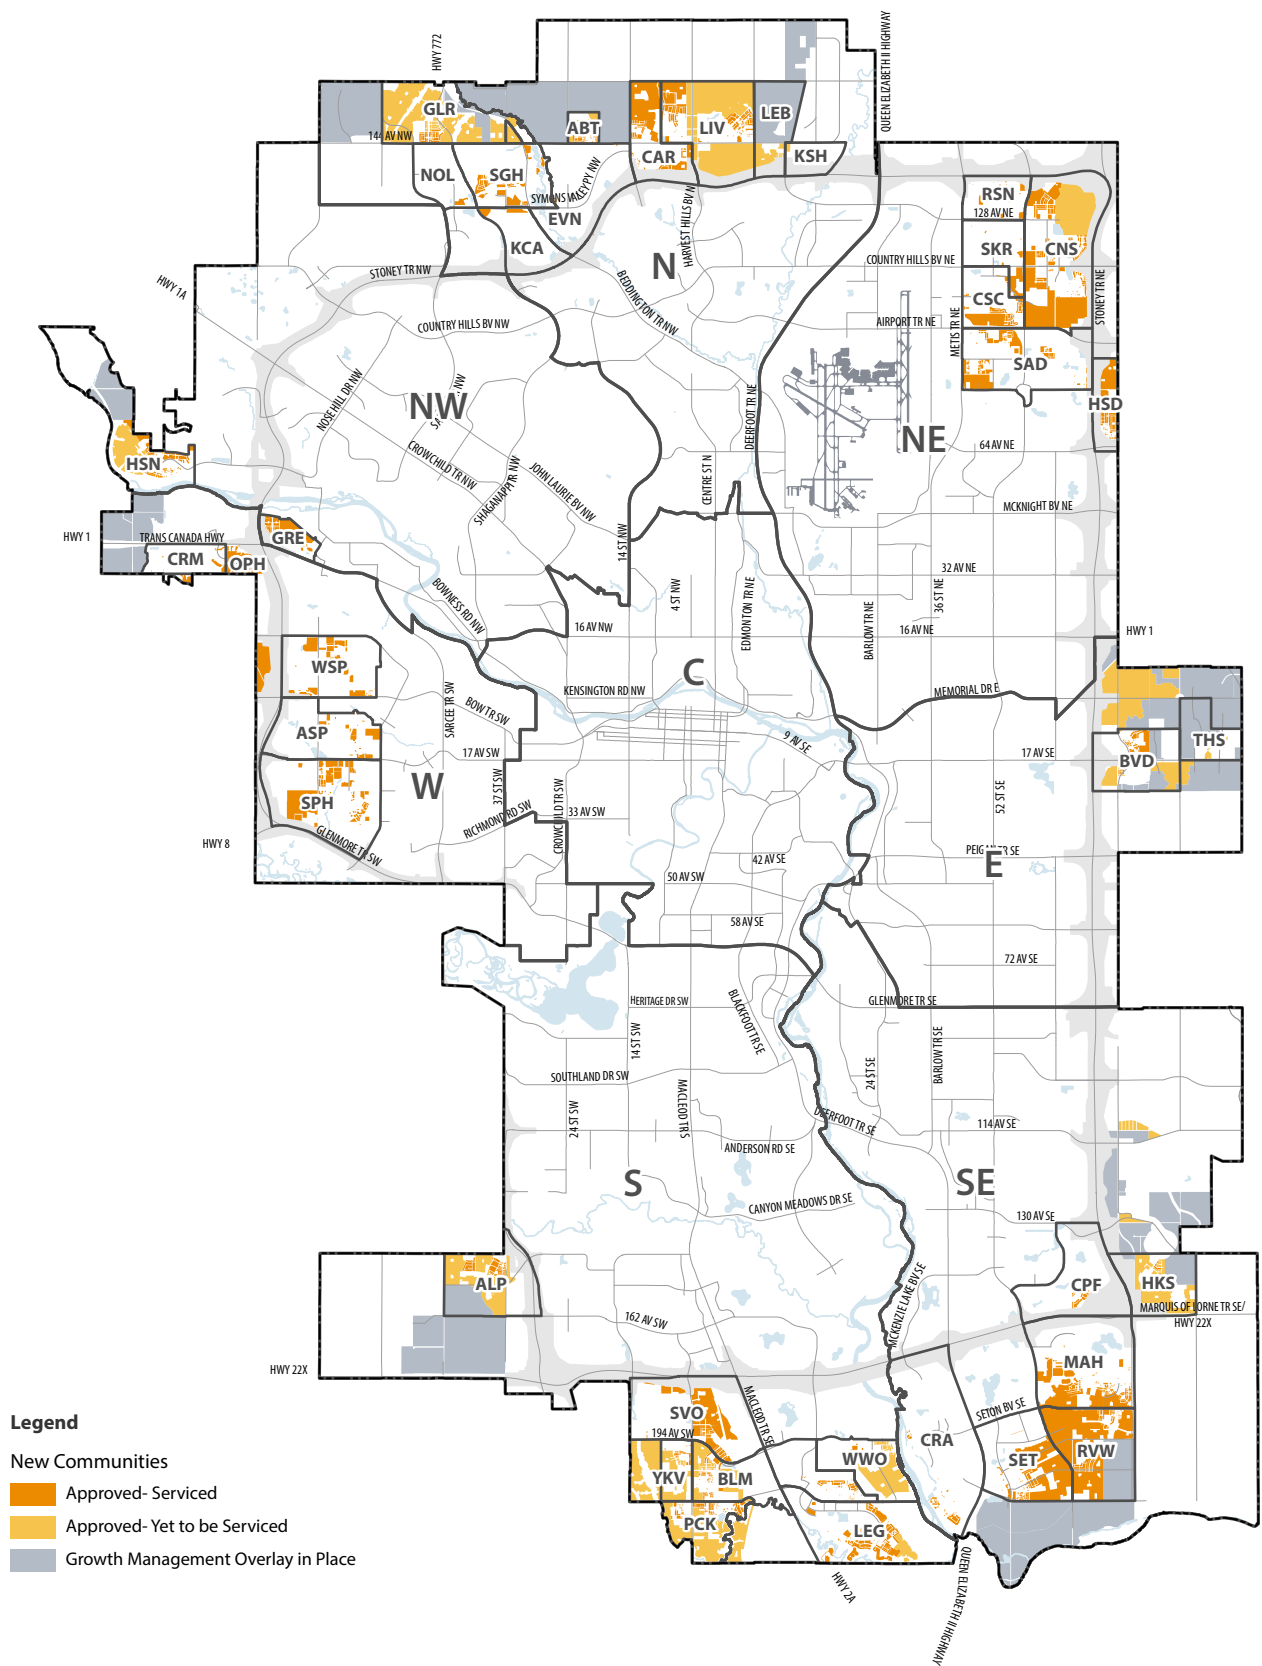 QUEEN ELIZABETH II HIGHWAY
HWY 772
GLR
LEB
144 AV NW
ABT
LIV
CAR
KSH
NOL
SGH
SYMONS VALLEY PY NW
EVN
KCA
N
HARVEST HILLS BV N
RSN
128 AV NE
SKR
CNS
COUNTRY HILLS BV NE
STONEY TR NW
HWY 1A
BEDDINGTON TR NW
CSC
STONEY TR NE
COUNTRY HILLS BV NW
AIRPORT TR NE
METIS TR NE
SAD
NOSE HILL DR NW
NW
NW
DEERFOOT TR NE
HSD
NE
64 AV NE
HSN
CROWCHILD TR NW
JOHN LAURIE BV NW
SHAGANAPPI TR NW
CENTRE ST N
MCKNIGHT BV NE
HWY 1
TRANS CANADA HWY
GRE
14 ST NW
CRM
OPH
32 AV NE
BOWNESS RD NW
4 ST NW
EDMONTON TR NE
36 ST NE
BARLOW TR NE
16 AV NW
16 AV NE
HWY 1
WSP
C
KENSINGTON RD NW
MEMORIAL DR E
SARCEE TR SW
BOW TR SW
ASP
9 AV SE
THS
17 AV SW
17 AV SE
BVD
W
37 ST SW
52 ST SE
SPH
CROWCHILD TR SW
33 AV SW
RICHMOND RD SW
HWY 8
GLENMORE TR SW
42 AV SE
PEIGAN TR SE
E
50 AV SW
58 AV SE
72 AV SE
HERITAGE DR SW
GLENMORE TR SE
BLACKFOOT TR SE
14 ST SW
BARLOW TR SE
24 ST SE
SOUTHLAND DR SW
MACLEOD TR S
24 ST SW
DEERFOOT TR SE
114 AV SE
ANDERSON RD SE
S
SE
CANYON MEADOWS DR SE
130 AV SE
ALP
CPF
HKS
MCKENZIE LAKE BV SE
MARQUIS OF LORNE TR SE/
HWY 22X
162 AV SW
HWY 22X
MAH
SVO
MACLEOD TR SE
SETON BV SE
194 AV SW
CRA
SET
RVW
YKV
BLM
WWO
PCK
LEG
HWY 2A
QUEEN ELIZABETH II HIGHWAY
Legend
New Communities
Approved- Serviced
Approved- Yet to be Serviced
Growth Management Overlay in Place